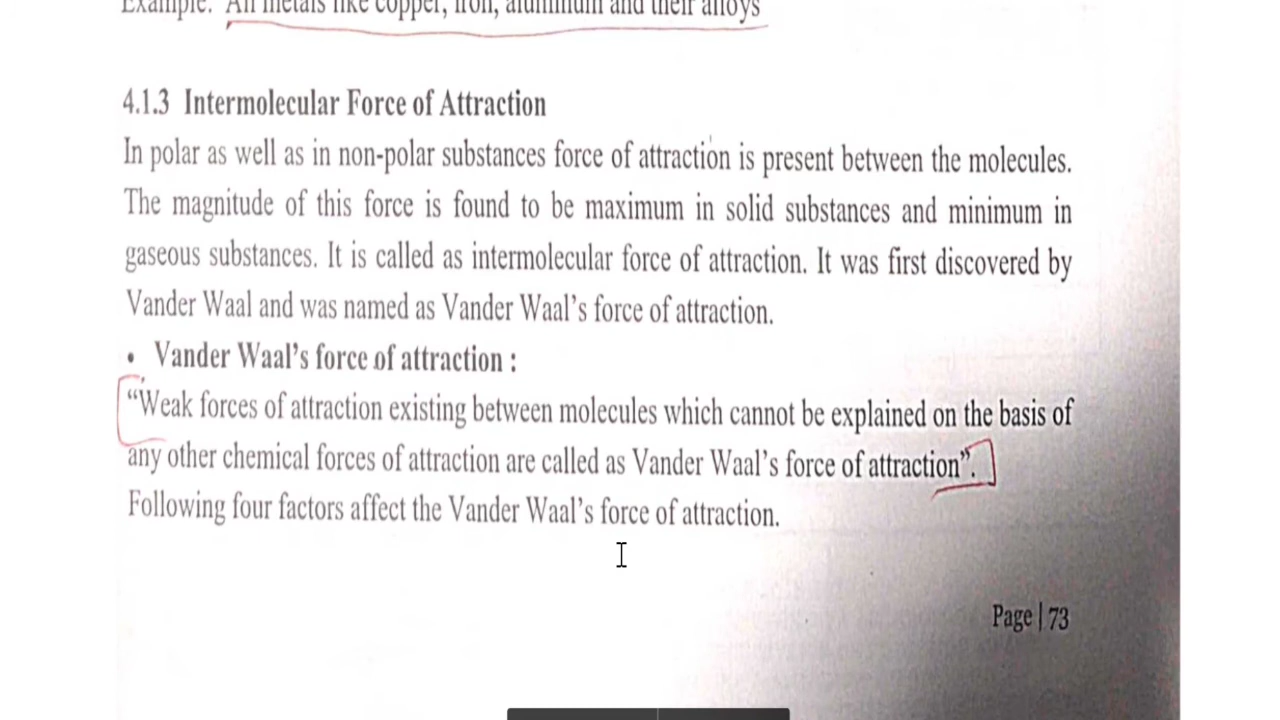 Example: All metals like copper, iron, aluminum and their alloys
4.1.3 Intermolecular Force of Attraction
In polar as well as in non-polar substances force of attraction is present between the molecules.
The magnitude of this force is found to be maximum in solid substances and minimum in
gaseous substances. It is called as intermolecular force of attraction. It was first discovered by
Vander Waal and was named as Vander Waal's force of attraction.
• Vander Waal's force of attraction :
“Weak forces of attraction existing between molecules which cannot be explained on the basis of
any other chemical forces of attraction are called as Vander Waal's force of attraction”.
Following four factors affect the Vander Waal's force of attraction.
Page | 73